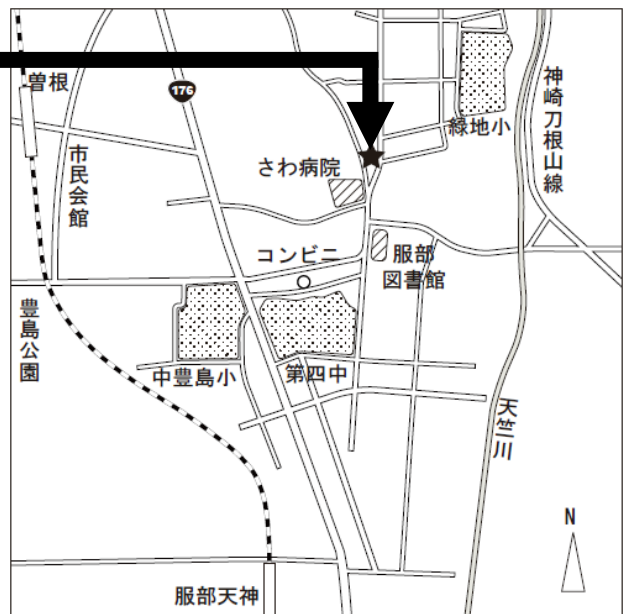 曽根
176
緑地小
神崎刀根山線
市民会館
さわ病院
コンビニ
服部
図書館
豊島公園
中豊島小
第四中
天竺川
N
服部天神